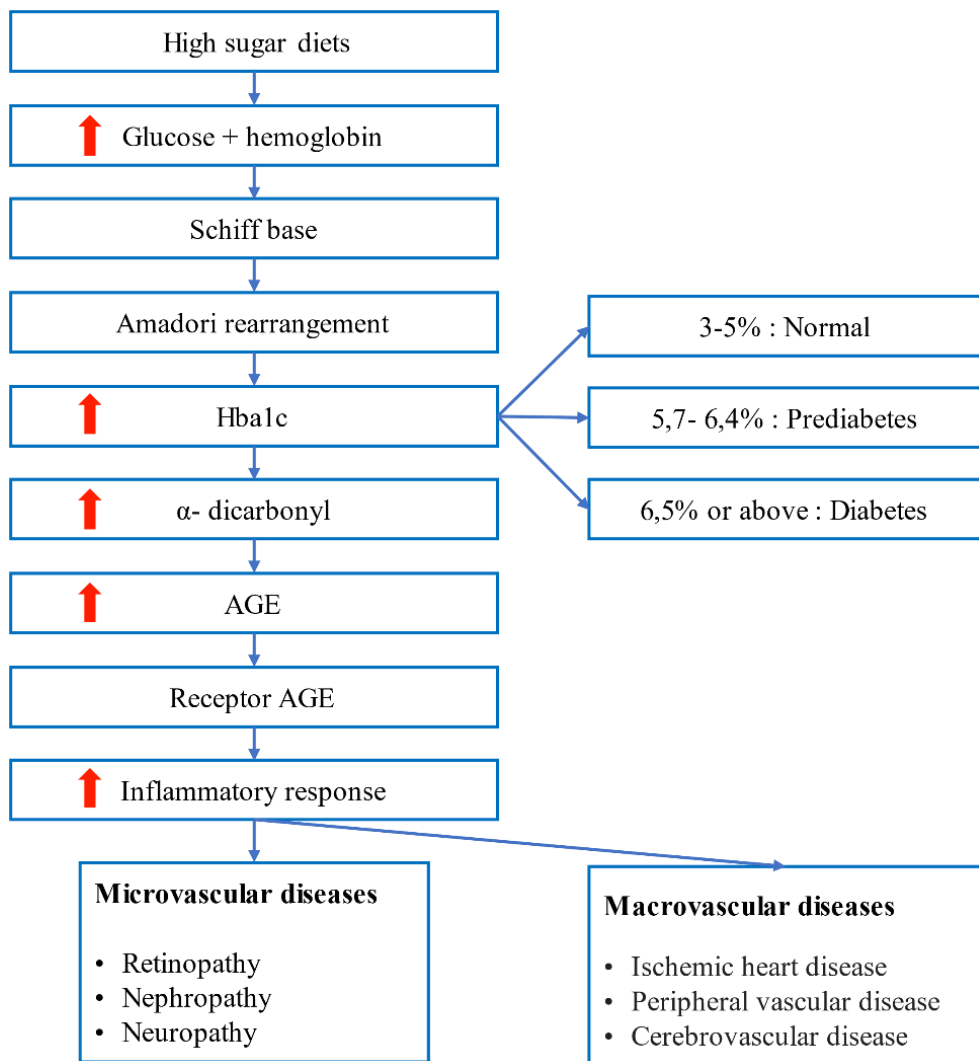 High sugar diets
Glucose + hemoglobin
Schiff base
Amadori rearrangement
Hba1c
α- dicarbonyl
AGE
Receptor AGE
Inflammatory response
3-5% : Normal
5,7- 6,4% : Prediabetes
6,5% or above : Diabetes
Microvascular diseases
• Retinopathy
• Nephropathy
• Neuropathy
Macrovascular diseases
• Ischemic heart disease
• Peripheral vascular disease
• Cerebrovascular disease